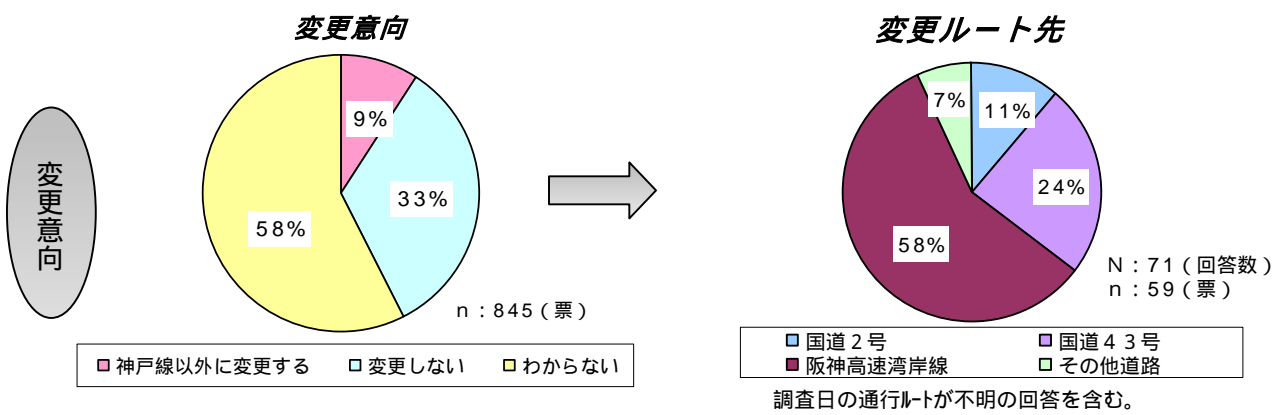 変更意向
変更ルート先
変更意向
9%
33%
58%
n：845（票）
神戸線以外に変更する 変更しない わからない
7%
11%
24%
58%
N：71（回答数）
n：59（票）
国道２号 国道４３号
阪神高速湾岸線 その他道路
調査日の通行ルートが不明の回答を含む。